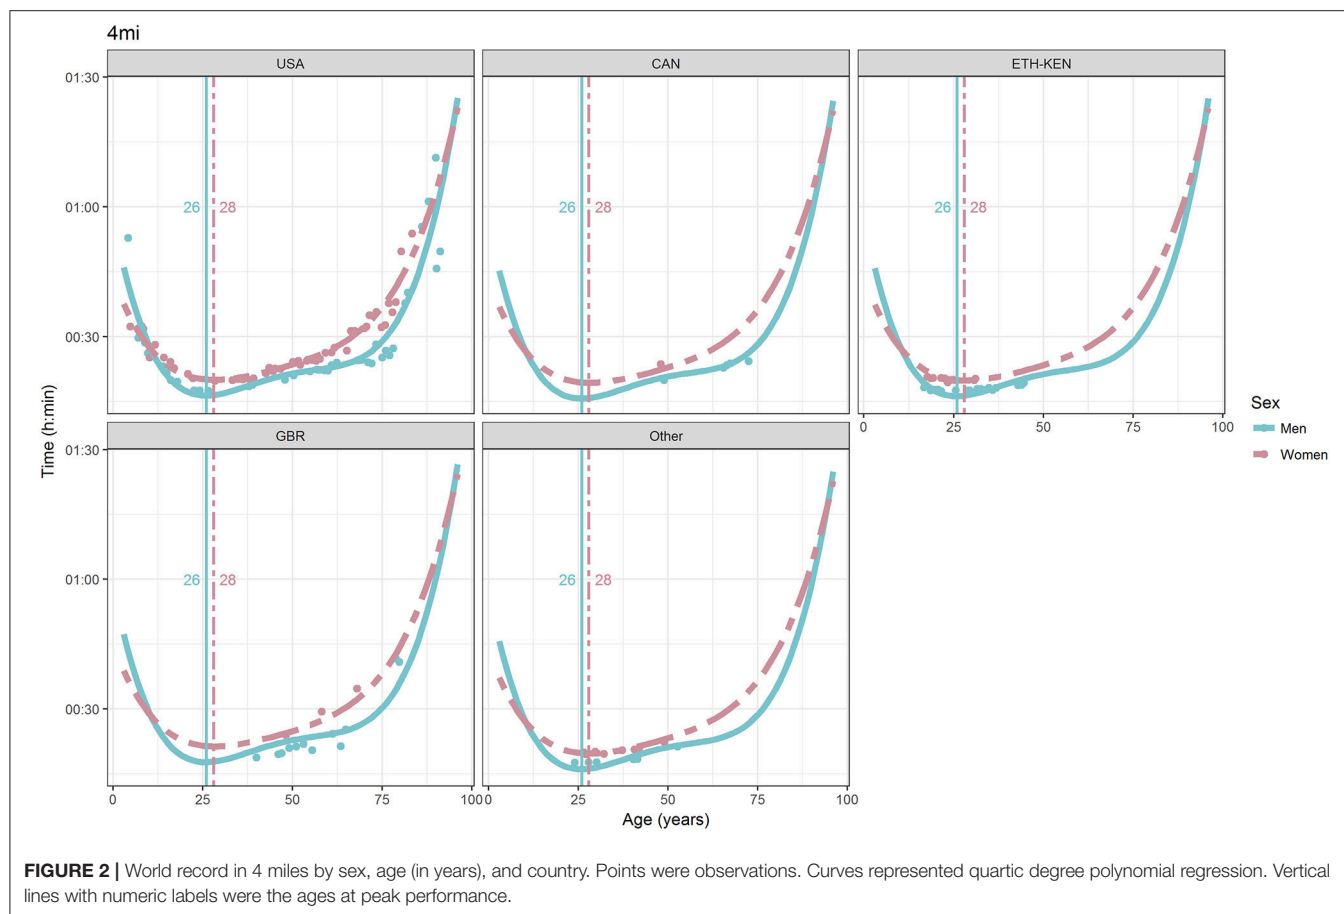 4mi
USA
CAN
ETH-KEN
01:30
01:00
00:30
26
28
26
28
26
28
0
25
50
75
100
GBR
Other
01:30
01:00
00:30
26
28
26
28
0
25
50
75
100
0
25
50
75
100
Time (h:min)
Age (years)
Sex
Men
Women
FIGURE 2 | World record in 4 miles by sex, age (in years), and country. Points were observations. Curves represented quartic degree polynomial regression. Vertical
lines with numeric labels were the ages at peak performance.